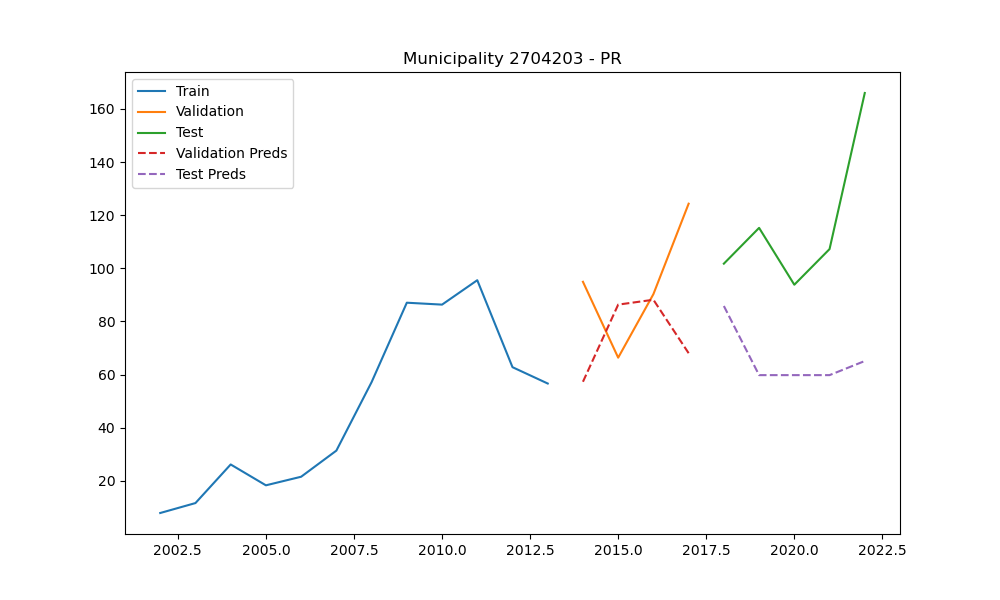 Municipality 2704203 - PR
Train
Validation
Test
Validation Preds
Test Preds
160
140
120
100
80
60
40
20
2002.5 2005.0 2007.5 2010.0 2012.5 2015.0 2017.5 2020.0 2022.5